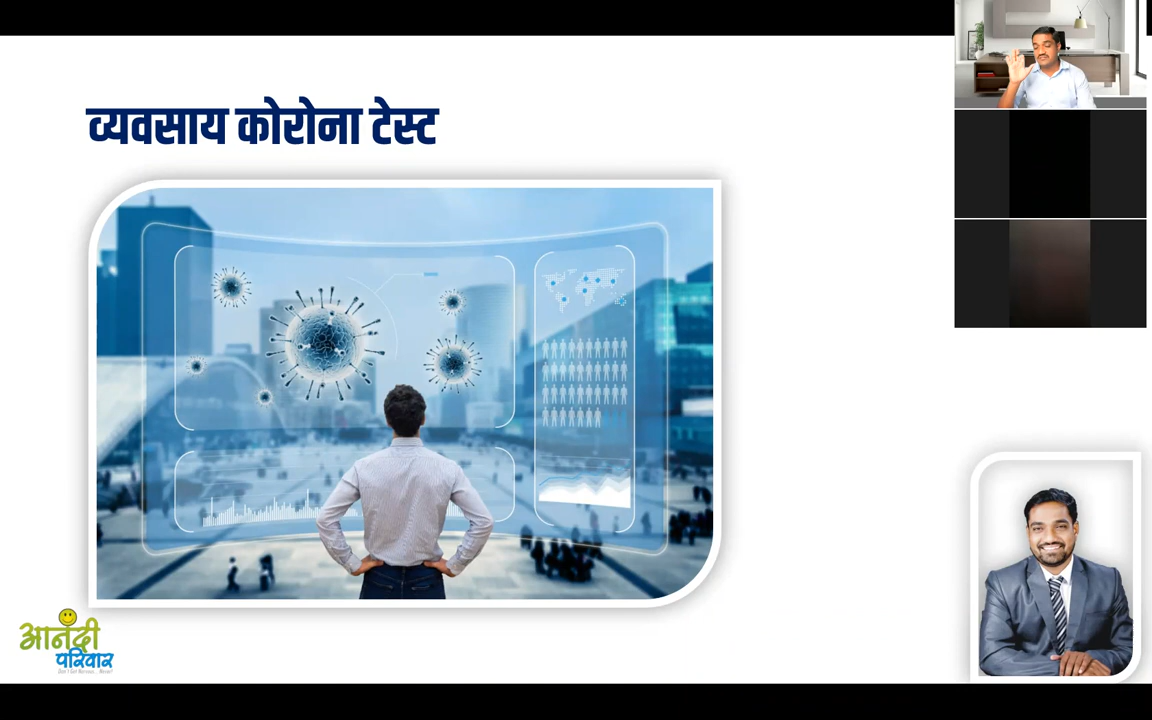 व्यवसाय कोरोना टेस्ट
आनंदी
परिवार